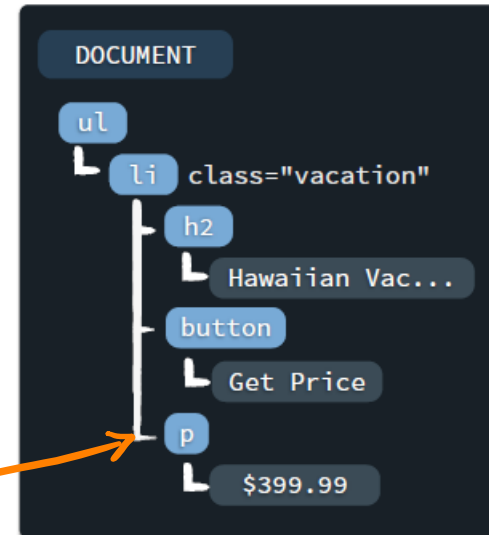 DOCUMENT
ul
li class="vacation"
h2
Hawaiian Vac...
button
Get Price
p
$399.99